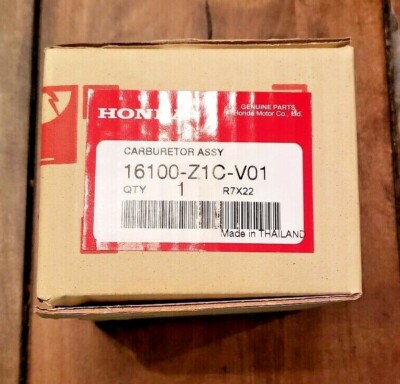 HONDA
GENUINE PARTS
Honda Motor Co., Ltd.
CARBURETOR ASSY
16100-Z1C-V01
QTY 1 R7X22
Made in THAILAND